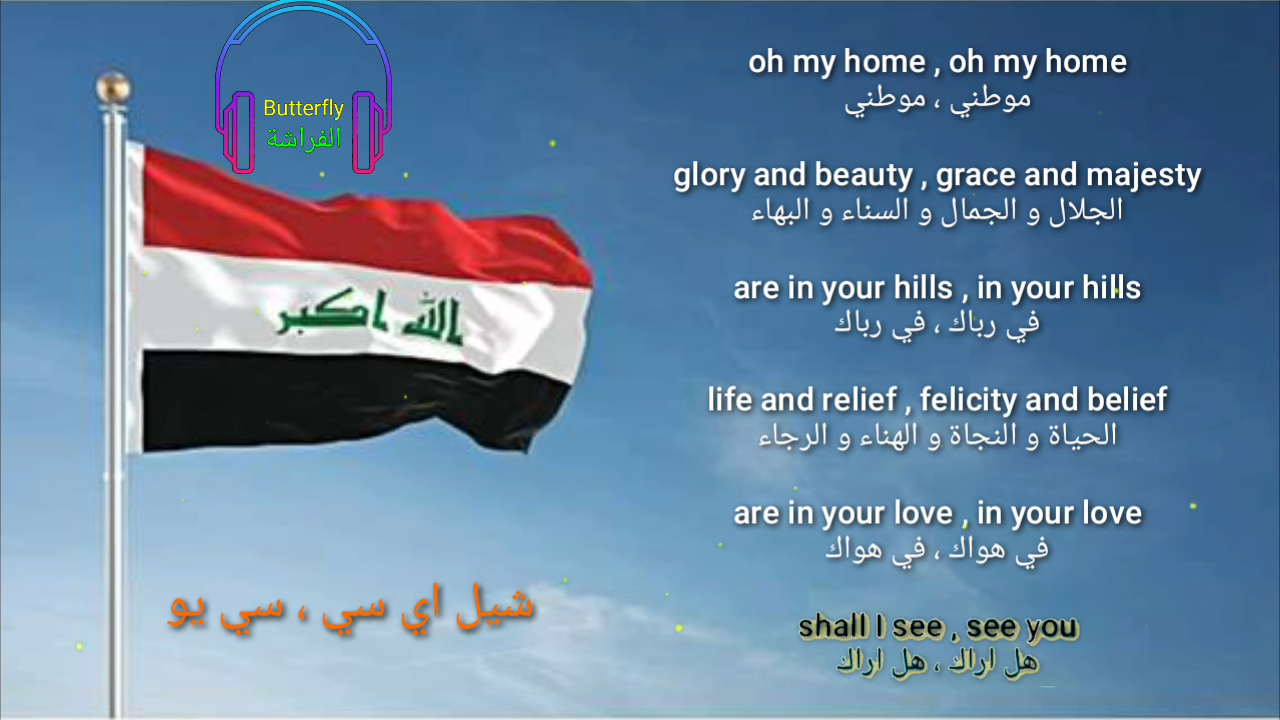 Butterfly
الفراشة
الله اكبر
oh my home , oh my home
موطني ، موطني
glory and beauty , grace and majesty
الجلال و الجمال و السناء و البهاء
are in your hills , in your hills
في رباك ، في رباك
life and relief , felicity and belief
الحياة و النجاة و الهناء و الرجاء
are in your love , in your love
في هواك ، في هواك
shall I see , see you
هل اراك ، هل اراك
شيل اي سي ، سي يو